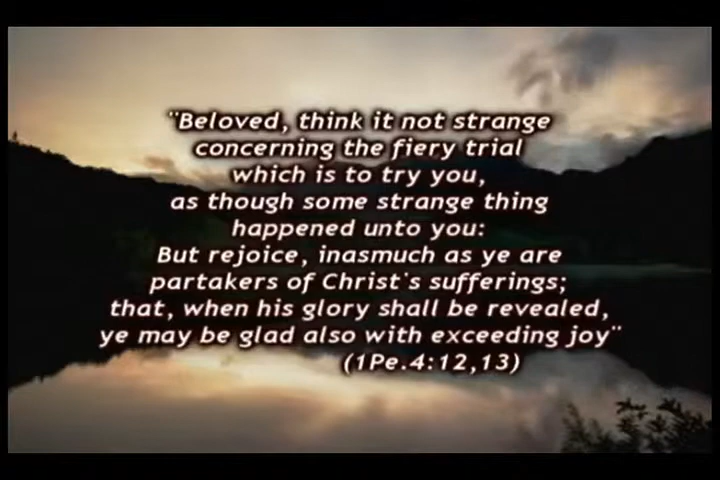 "Beloved, think it not strange
concerning the fiery trial
which is to try you,
as though some strange thing
happened unto you:
But rejoice, inasmuch as ye are
partakers of Christ's sufferings;
that, when his glory shall be revealed,
ye may be glad also with exceeding joy"
(1Pe.4:12,13)